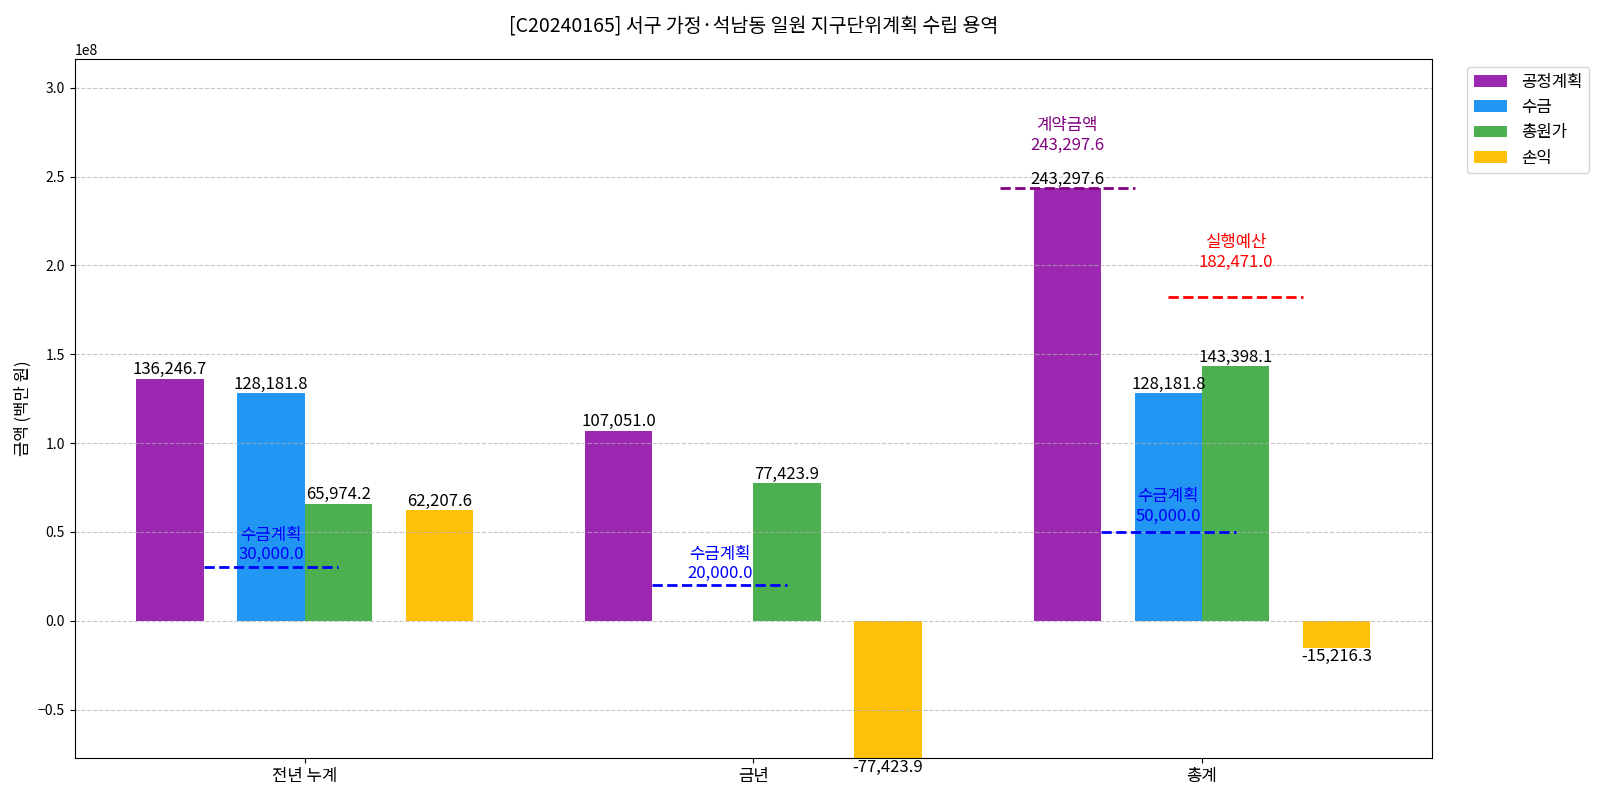 [C20240165] 서구 가정·석남동 일원 지구단위계획 수립 용역
1e8
3.0
2.5
2.0
1.5
1.0
0.5
0.0
−0.5
금액 (백만 원)
공정계획
수금
총원가
손익
136,246.7
128,181.8
65,974.2
62,207.6
수금계획
30,000.0
107,051.0
77,423.9
수금계획
20,000.0
-77,423.9
계약금액
243,297.6
243,297.6
실행예산
182,471.0
128,181.8
143,398.1
수금계획
50,000.0
-15,216.3
전년 누계
금년
총계